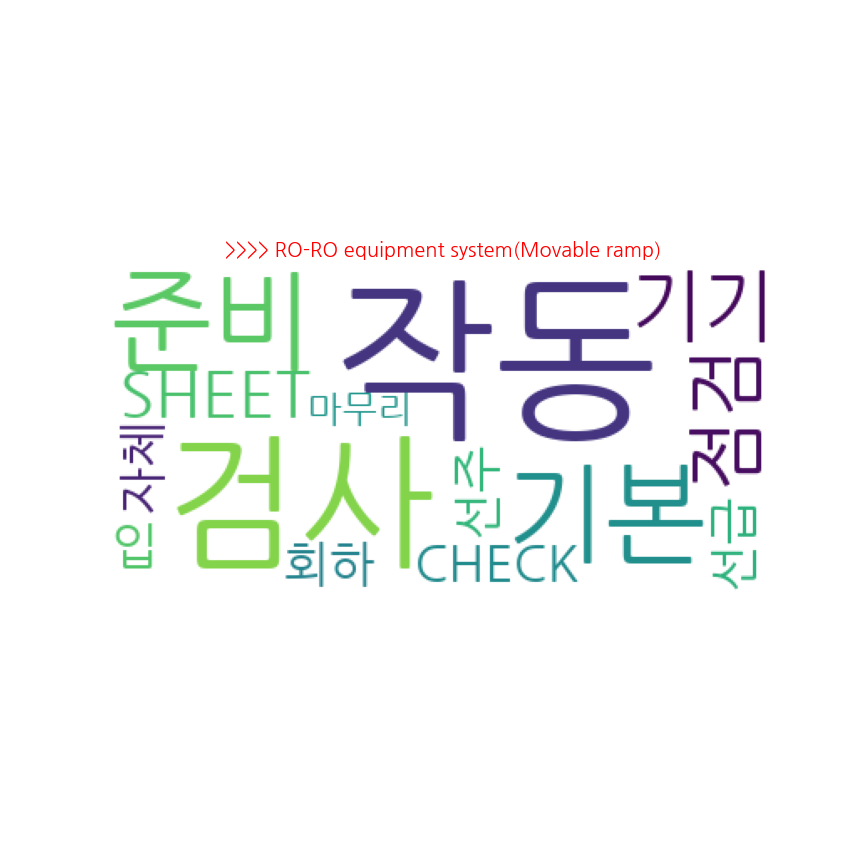 >>>> RO-RO equipment system(Movable ramp)
준비
작동
기기
SHEET
마무리
점검
자체
검사
선주
기본
선급
입
회하
CHECK